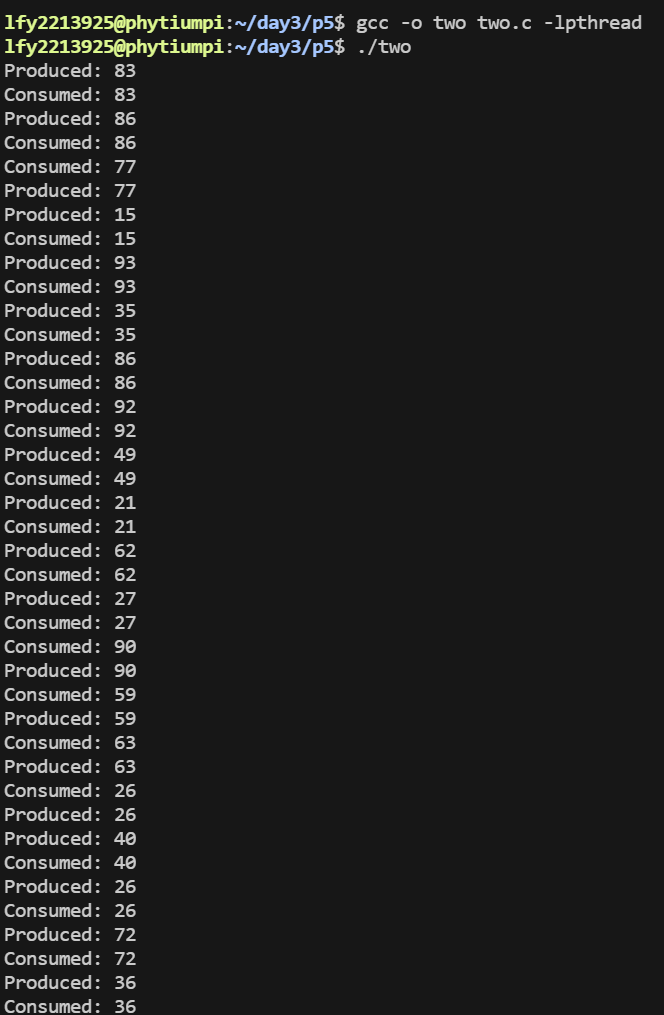 lfy2213925@phytiumpi:~/day3/p5$ gcc -o two two.c -lpthread
lfy2213925@phytiumpi:~/day3/p5$ ./two
Produced: 83
Consumed: 83
Produced: 86
Consumed: 86
Consumed: 77
Produced: 77
Produced: 15
Consumed: 15
Produced: 93
Consumed: 93
Produced: 35
Consumed: 35
Produced: 86
Consumed: 86
Produced: 92
Consumed: 92
Produced: 49
Consumed: 49
Produced: 21
Consumed: 21
Produced: 62
Consumed: 62
Produced: 27
Consumed: 27
Consumed: 90
Produced: 90
Consumed: 59
Produced: 59
Consumed: 63
Produced: 63
Consumed: 26
Produced: 26
Produced: 40
Consumed: 40
Produced: 26
Consumed: 26
Produced: 72
Consumed: 72
Produced: 36
Consumed: 36